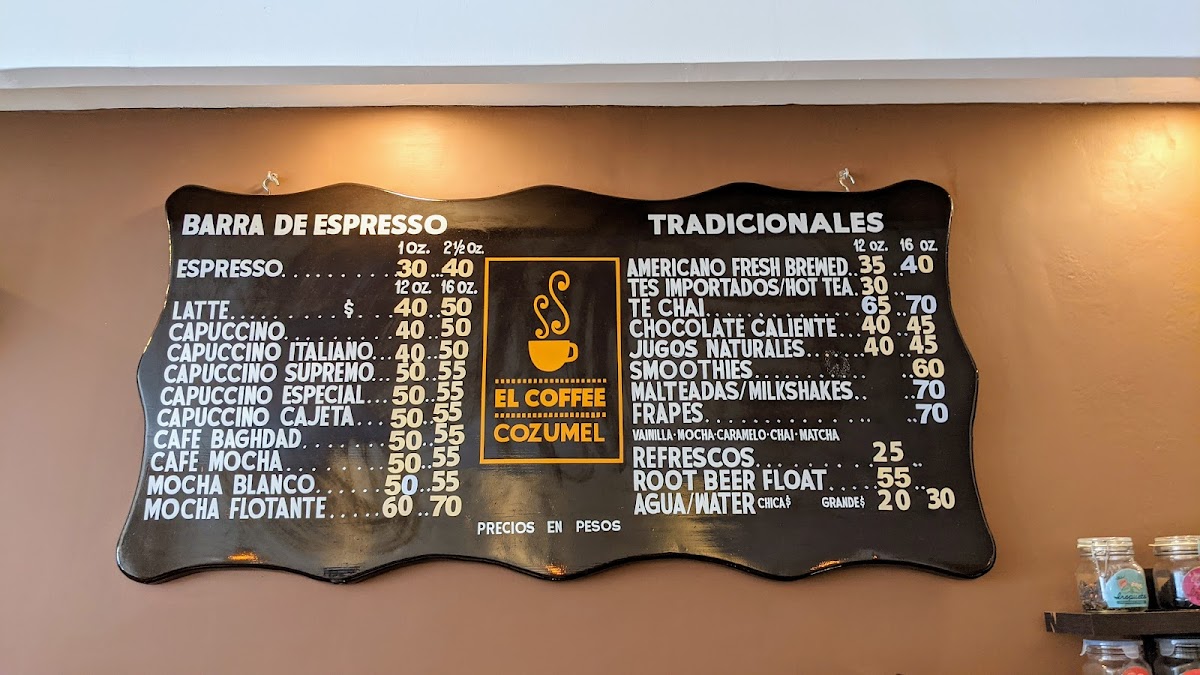 BARRA DE ESPRESSO
1 Oz. 2½ Oz.
ESPRESSO.......... 30 ..40
12 OZ. 16 OZ.
LATTE..........$.... 40 ..50
CAPUCCINO.......... 40 ..50
CAPUCCINO ITALIANO... 40 ..50
CAPUCCINO SUPREMO... 50 ..55
CAPUCCINO ESPECIAL... 50 ..55
CAPUCCINO CAJETA.... 50 ..55
CAFE BAGHDAD....... 50 ..55
CAFE MOCHA......... 50 ..55
MOCHA BLANCO...... 50 ..55
MOCHA FLOTANTE..... 60 ..70
EL COFFEE
COZUMEL
PRECIOS EN PESOS
TRADICIONALES
12 OZ. 16 OZ.
AMERICANO FRESH BREWED..35 ..40
TES IMPORTADOS/HOT TEA.30 ..
TE CHAI............. 65 ..70
CHOCOLATE CALIENTE.. 40 ..45
JUGOS NATURALES..... 40 ..45
SMOOTHIES.......... ..60
MALTEADAS/MILKSHAKES.. ..70
FRAPES............. ..70
VAINILLA·MOCHA·CARAMELO·CHAI·MATCHA
REFRESCOS.......... 25 ..
ROOT BEER FLOAT.... 55 ..
AGUA/WATER CHICA$ GRANDE$ 20 30